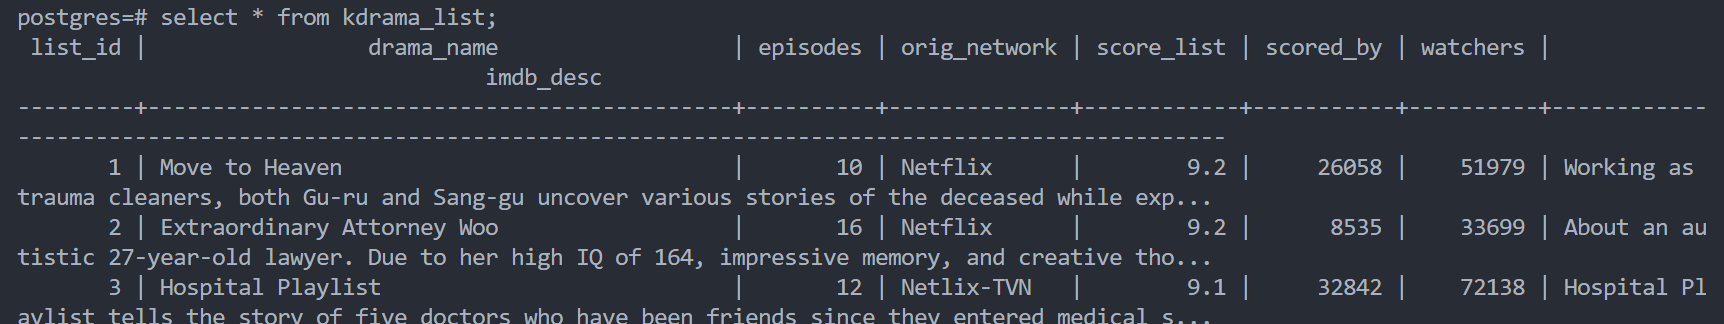 postgres=# select * from kdrama_list;
list_id | drama_name | episodes | orig_network | score_list | scored_by | watchers |
imdb_desc
---------+---------------------------------------------+----------+--------------+------------+-----------+----------+------------
---------------------------------------------------------------------------------------------
1 | Move to Heaven | 10 | Netflix | 9.2 | 26058 | 51979 | Working as
trauma cleaners, both Gu-ru and Sang-gu uncover various stories of the deceased while exp...
2 | Extraordinary Attorney Woo | 16 | Netflix | 9.2 | 8535 | 33699 | About an au
tistic 27-year-old lawyer. Due to her high IQ of 164, impressive memory, and creative tho...
3 | Hospital Playlist | 12 | Netlix-TVN | 9.1 | 32842 | 72138 | Hospital Pl
aylist tells the story of five doctors who have been friends since they entered medical s...